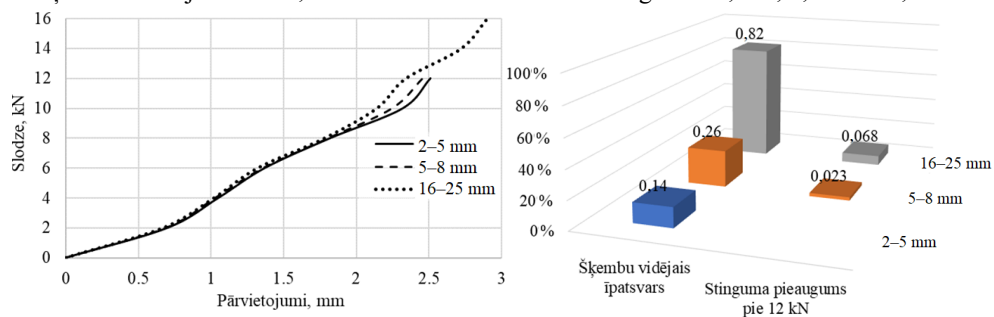 16
14
12
10
8
6
4
2
0
Slodze, kN
0
0.5
1
1.5
2
2.5
3
Pārvietojumi, mm
2–5 mm
5–8 mm
16–25 mm
100%
80%
60%
40%
20%
0%
0,82
0,26
0,14
0,068
0,023
16–25 mm
5–8 mm
2–5 mm
Šķembu vidējais
īpatsvars
Stinguma pieaugums
pie 12 kN